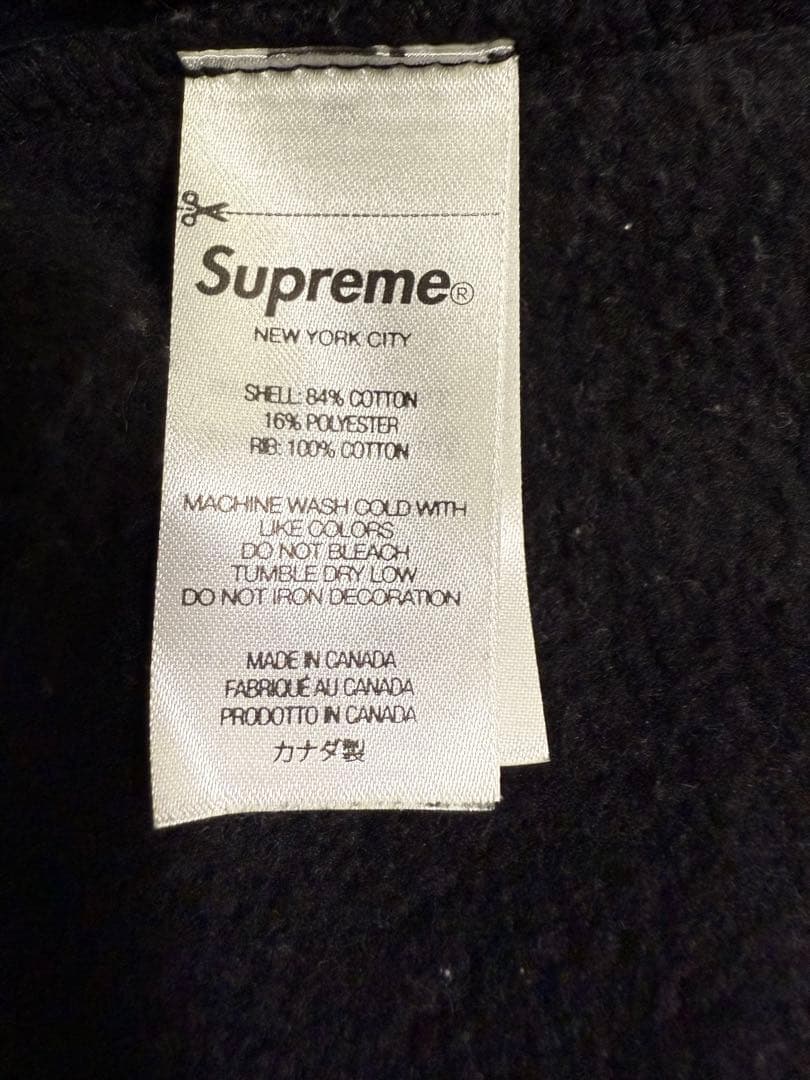 Supreme®
NEW YORK CITY
SHELL: 84% COTTON
16% POLYESTER
RIB: 100% COTTON
MACHINE WASH COLD WITH
LIKE COLORS
DO NOT BLEACH
TUMBLE DRY LOW
DO NOT IRON DECORATION
MADE IN CANADA
FABRIQUÉ AU CANADA
PRODOTTO IN CANADA
カナダ製